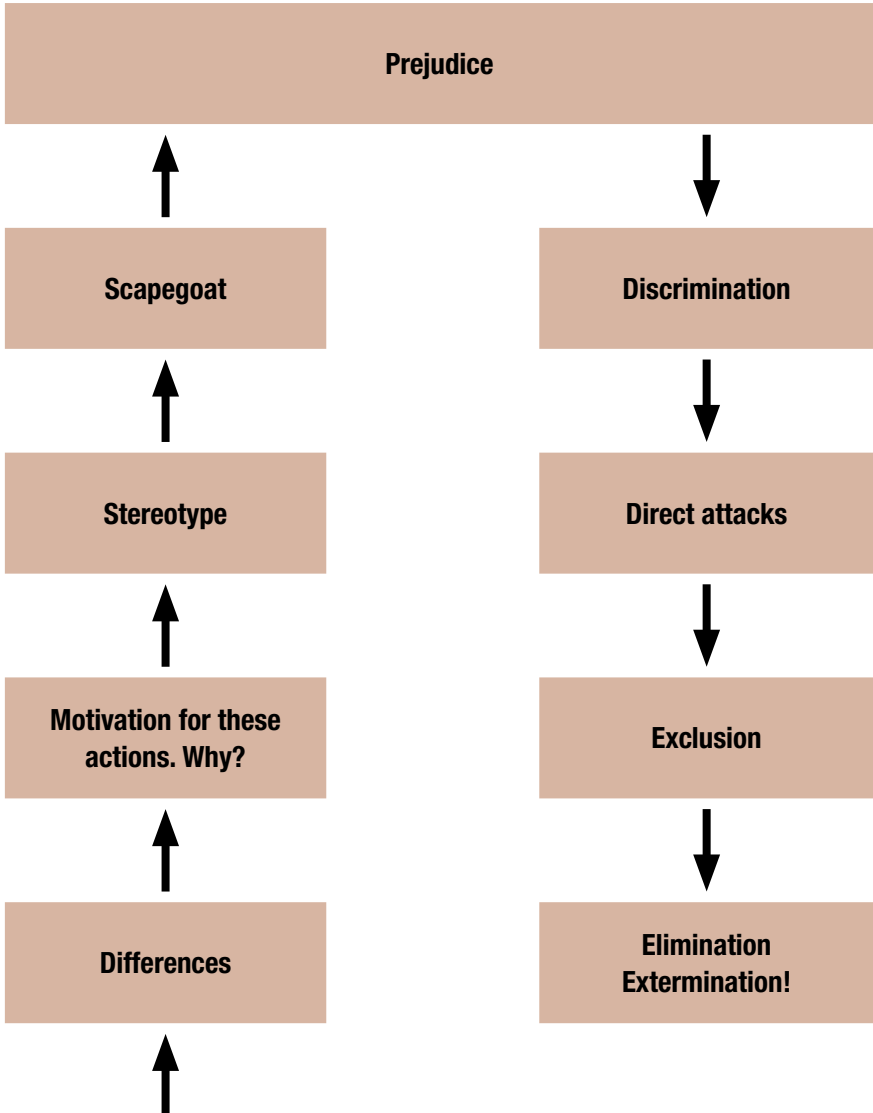 Prejudice
Scapegoat
Discrimination
Stereotype
Direct attacks
Motivation for these
actions. Why?
Exclusion
Differences
Elimination
Extermination!